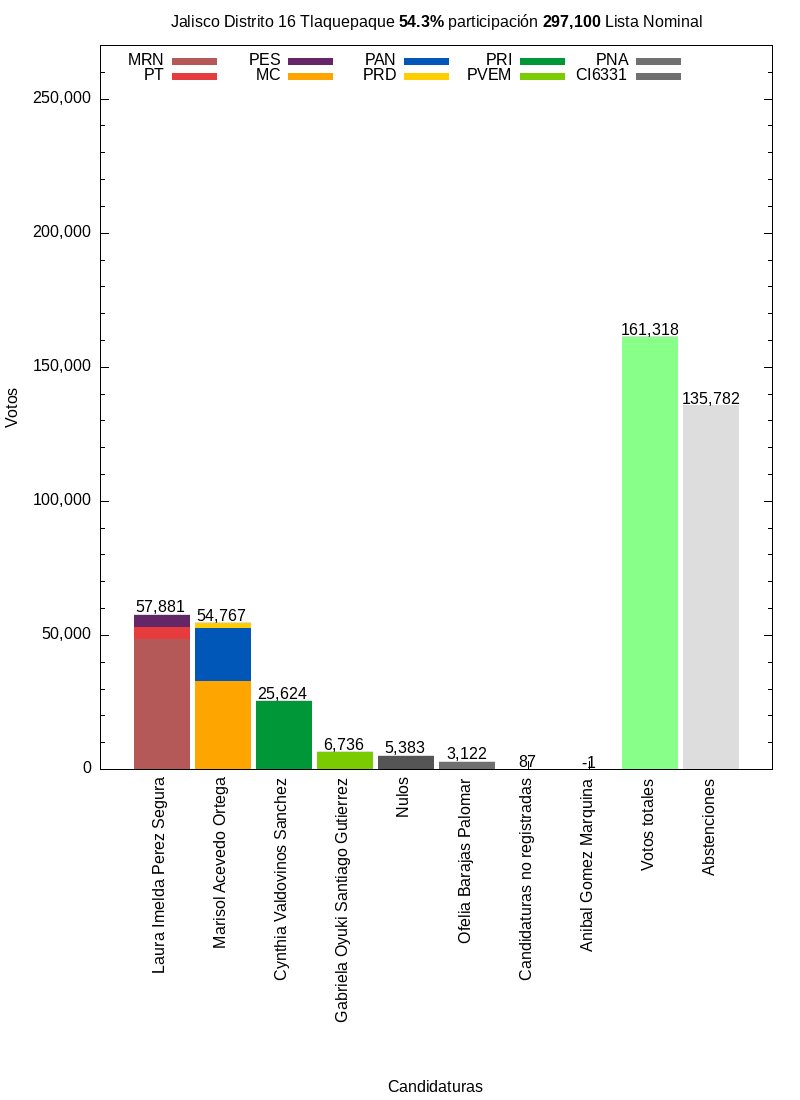 Jalisco Distrito 16 Tlaquepaque 54.3% participación 297,100 Lista Nominal
MRN PES PAN PRI PNA
PT MC PRD PVEM CI6331
250,000
200,000
150,000
100,000
50,000
0
Votos
57,881
54,767
25,624
6,736
5,383
3,122
87
-1
161,318
135,782
Laura Imelda Perez Segura
Marisol Acevedo Ortega
Cynthia Valdovinos Sanchez
Gabriela Oyuki Santiago Gutierrez
Nulos
Ofelia Barajas Palomar
Candidaturas no registradas
Anibal Gomez Marquina
Votos totales
Abstenciones
Candidaturas